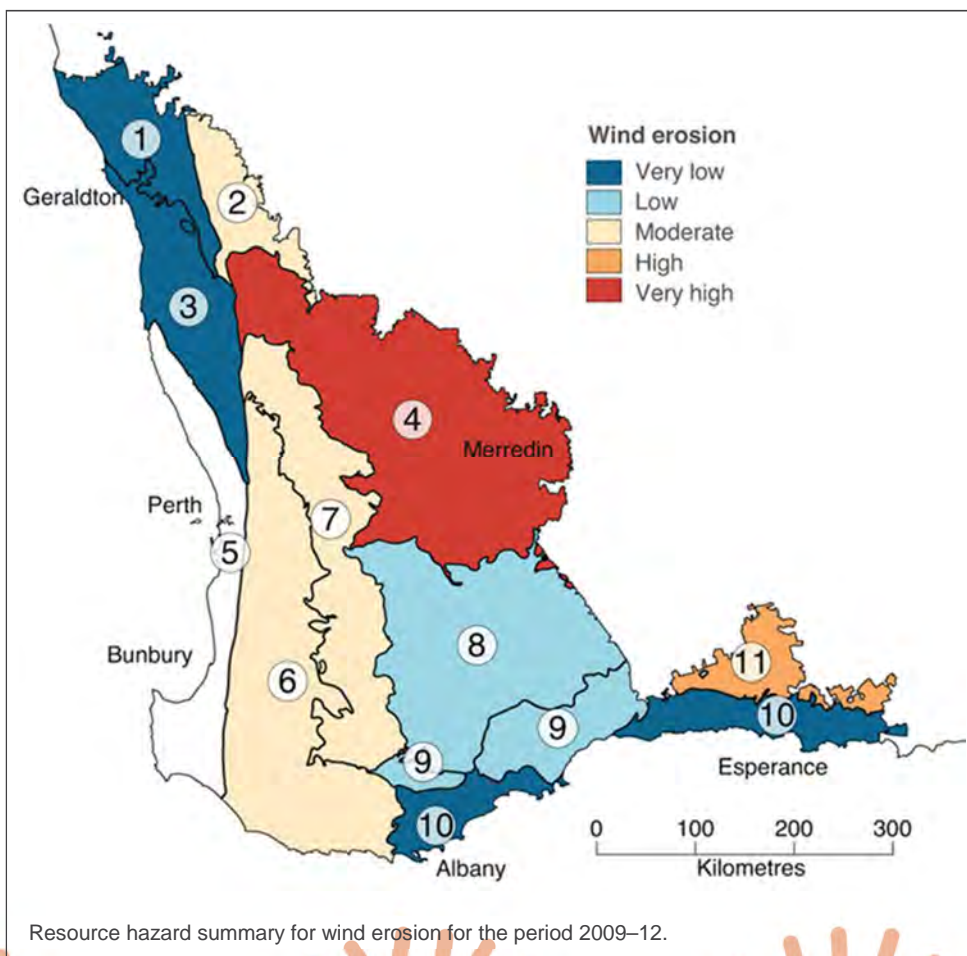 1
Geraldton
2
3
Wind erosion
Very low
Low
Moderate
High
Very high
4
Merredin
Perth
7
5
Bunbury
8
6
11
9
10
9
Esperance
10
Albany
0 100 200 300
Kilometres
Resource hazard summary for wind erosion for the period 2009–12.